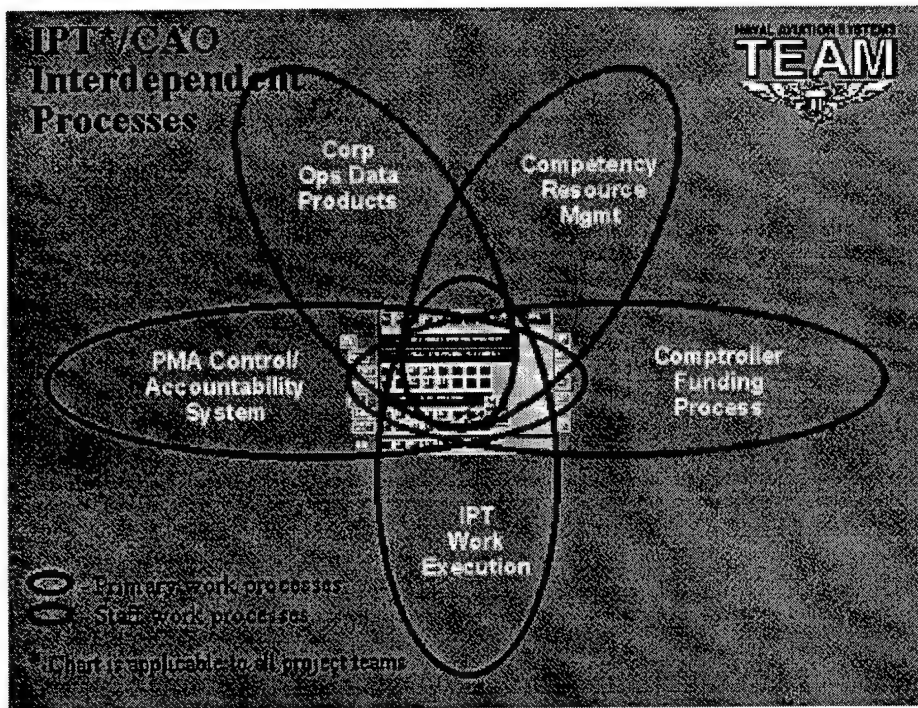 IPT*/CAO
Interdependent
Processes
NAVAL AVIATION SYSTEMS
TEAM
Corp
Ops Data
Products
Competency
Resource
Mgmt
PMA Control/
Accountability
System
Comptroller
Funding
Process
IPT
Work
Execution
- Primary work processes
- Staff work processes
* Chart is applicable to all project teams